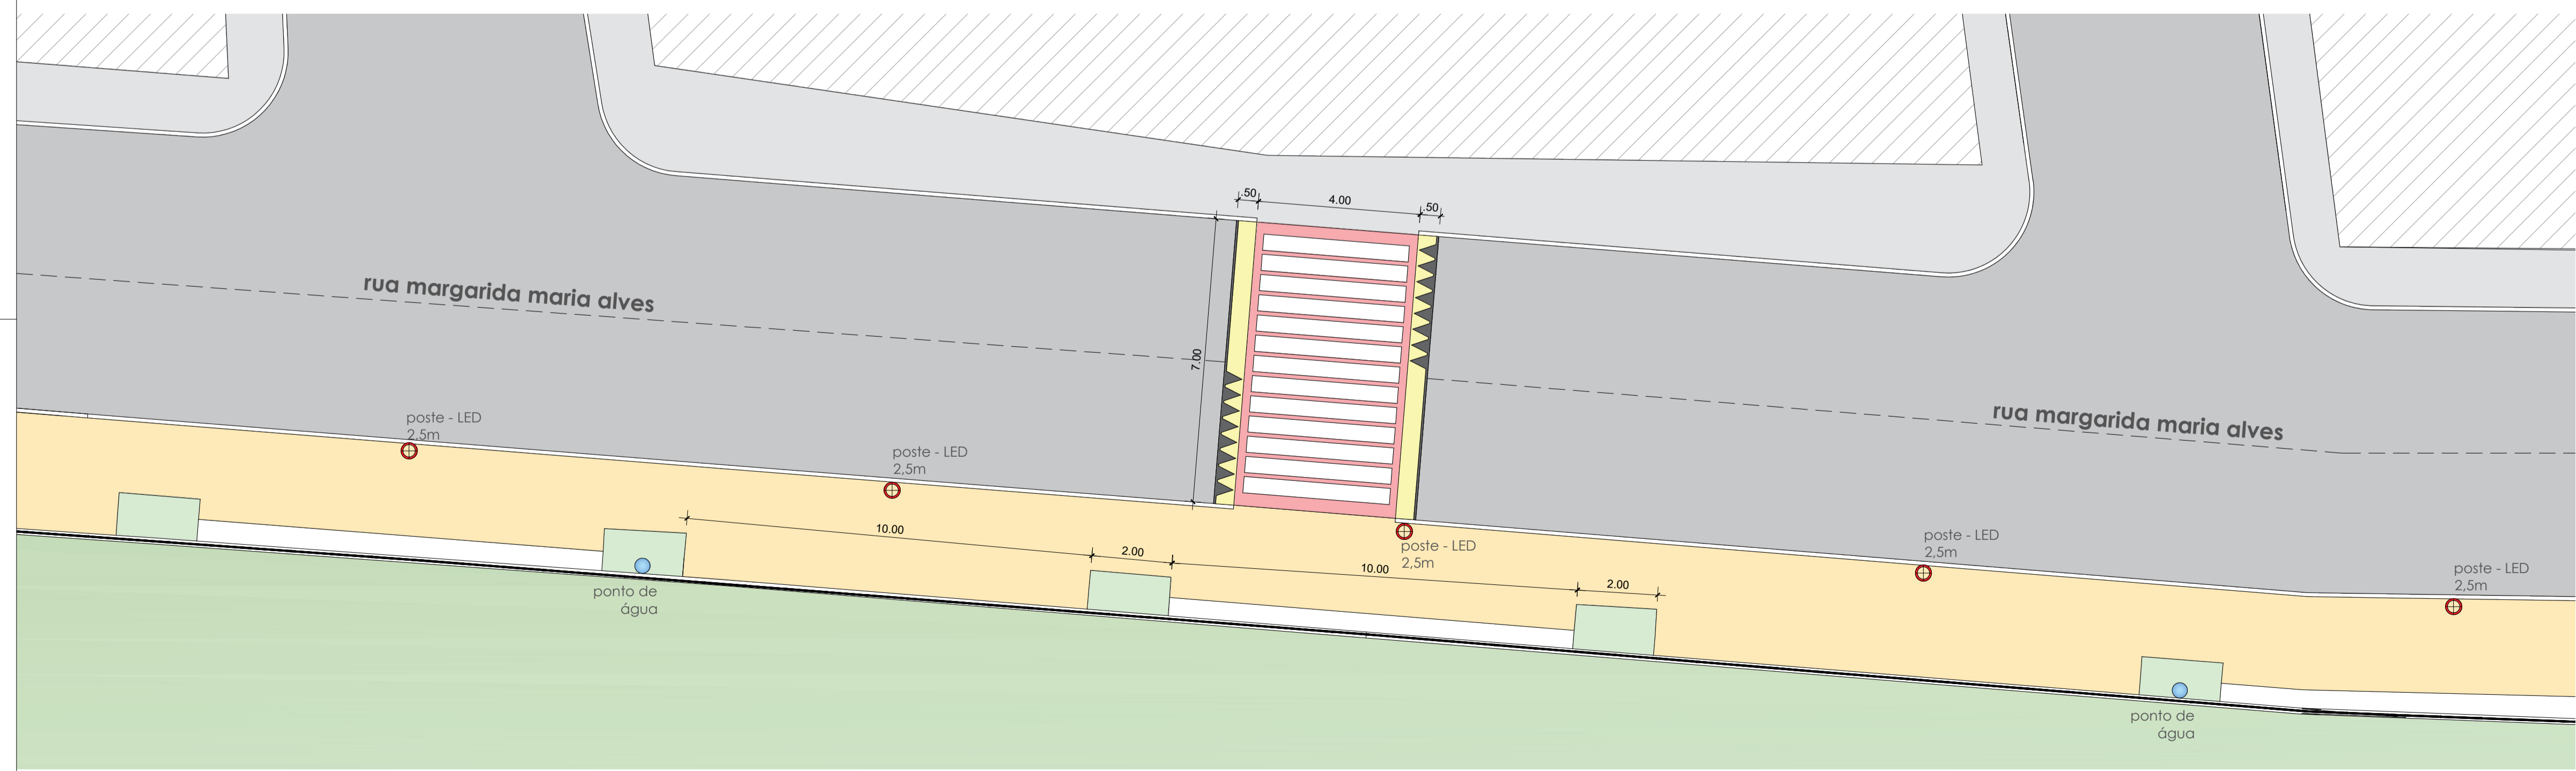 .50
4.00
.50
rua margarida maria alves
7.00
rua margarida maria alves
poste - LED
2,5m
poste - LED
2,5m
10.00
2.00
10.00
poste - LED
2,5m
2.00
poste - LED
2,5m
poste - LED
2,5m
ponto de
água
ponto de
água